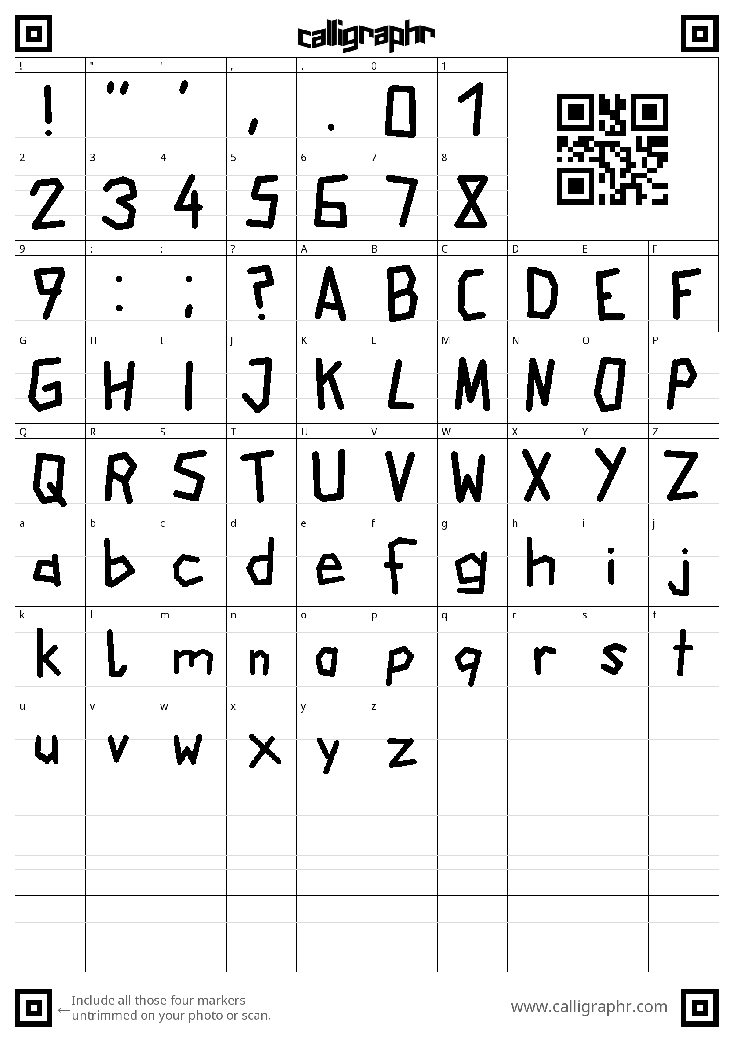 calligraphr
! " ' , . 0 1
! " ' , . 0 1
2 3 4 5 6 7 8
2 3 4 5 6 7 8
9 : ; ? A B C D E F
9 : ; ? A B C D E F
G H I J K L M N O P
G H I J K L M N O P
Q R S T U V W X Y Z
Q R S T U V W X Y Z
a b c d e f g h i j
a b c d e f g h i j
k l m n o p q r s t
k l m n o p q r s t
u v w x y z
u v w x y z
←Include all those four markers
untrimmed on your photo or scan.
www.calligraphr.com